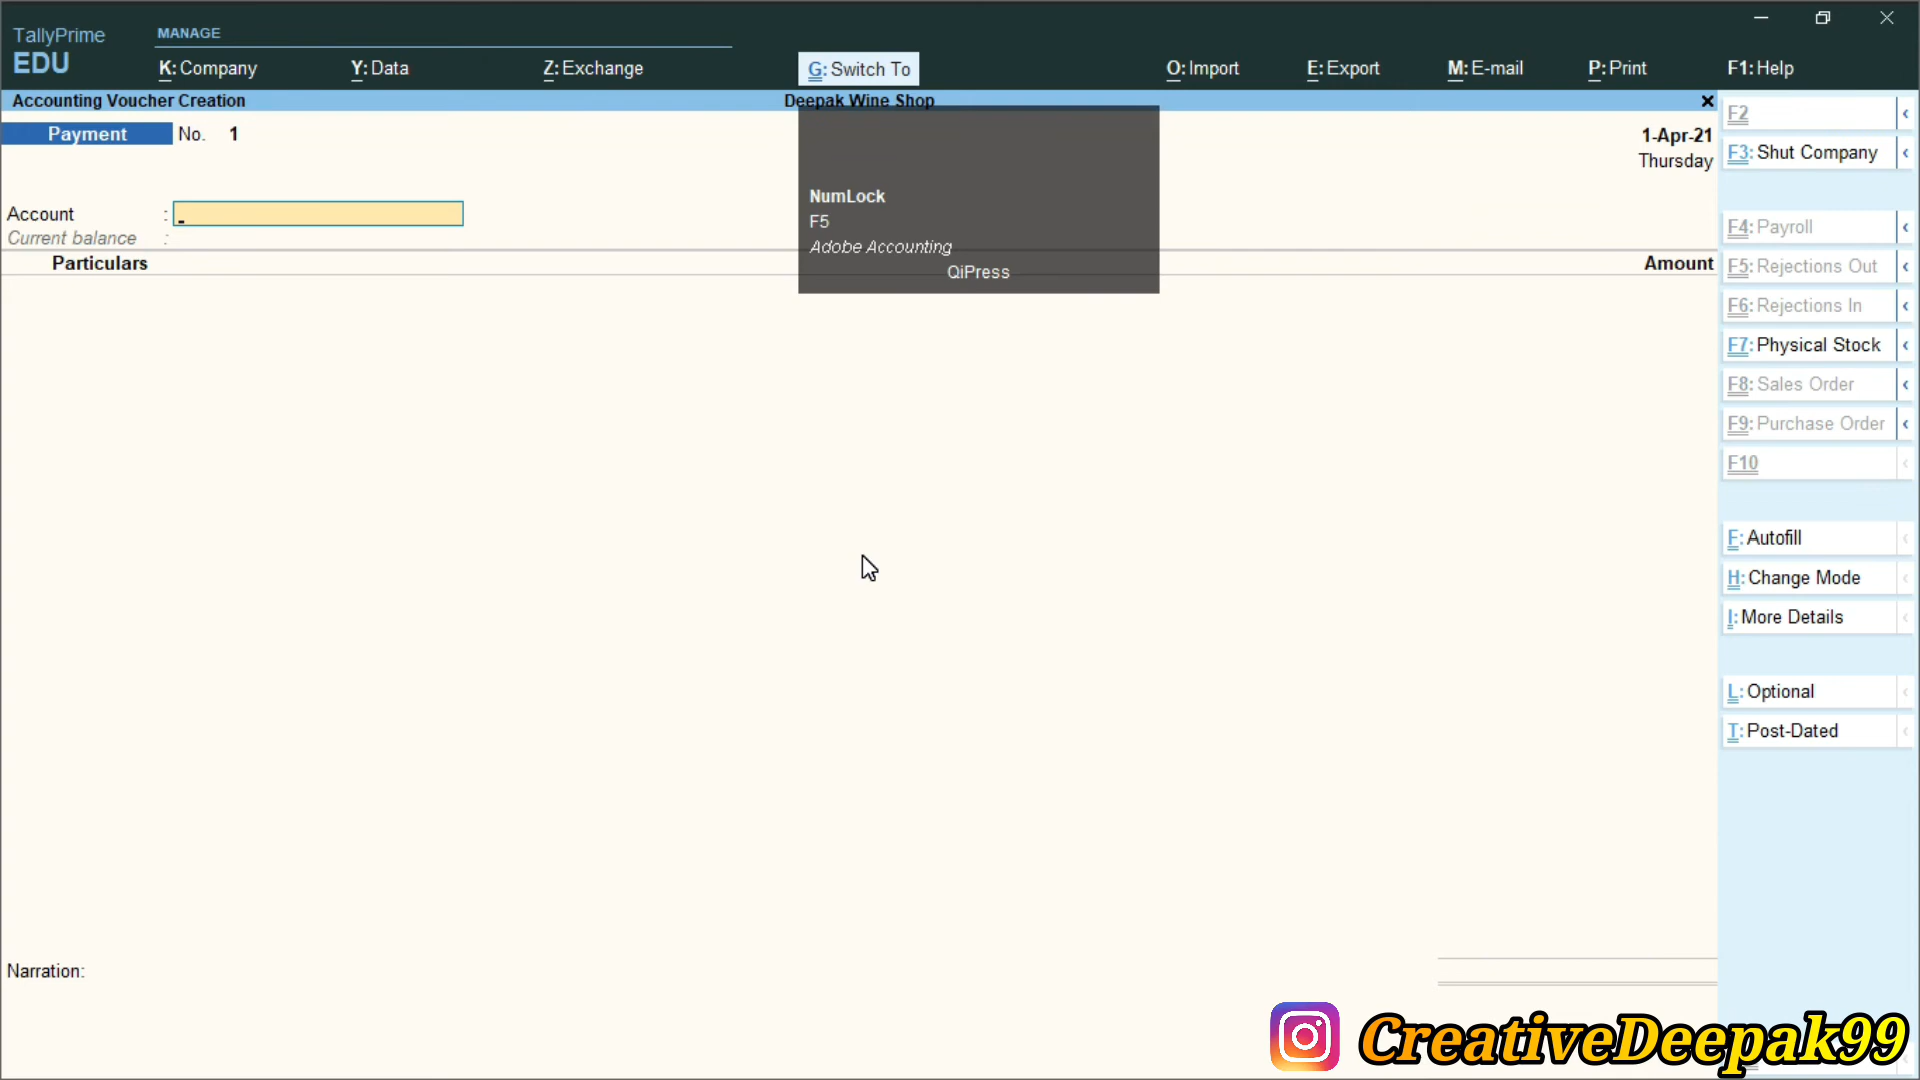 TallyPrime
EDU
MANAGE
K: Company
Y: Data
Z: Exchange
G: Switch To
O: Import
E: Export
M: E-mail
P: Print
F1: Help
Accounting Voucher Creation
Deepak Wine Shop
Payment No. 1
1-Apr-21
Thursday
Account :
Current balance :
Particulars
Amount
NumLock
F5
Adobe Accounting
QiPress
F2
F3: Shut Company
F4: Payroll
F5: Rejections Out
F6: Rejections In
F7: Physical Stock
F8: Sales Order
F9: Purchase Order
F10
F: Autofill
H: Change Mode
I: More Details
L: Optional
T: Post-Dated
Narration:
CreativeDeepak99